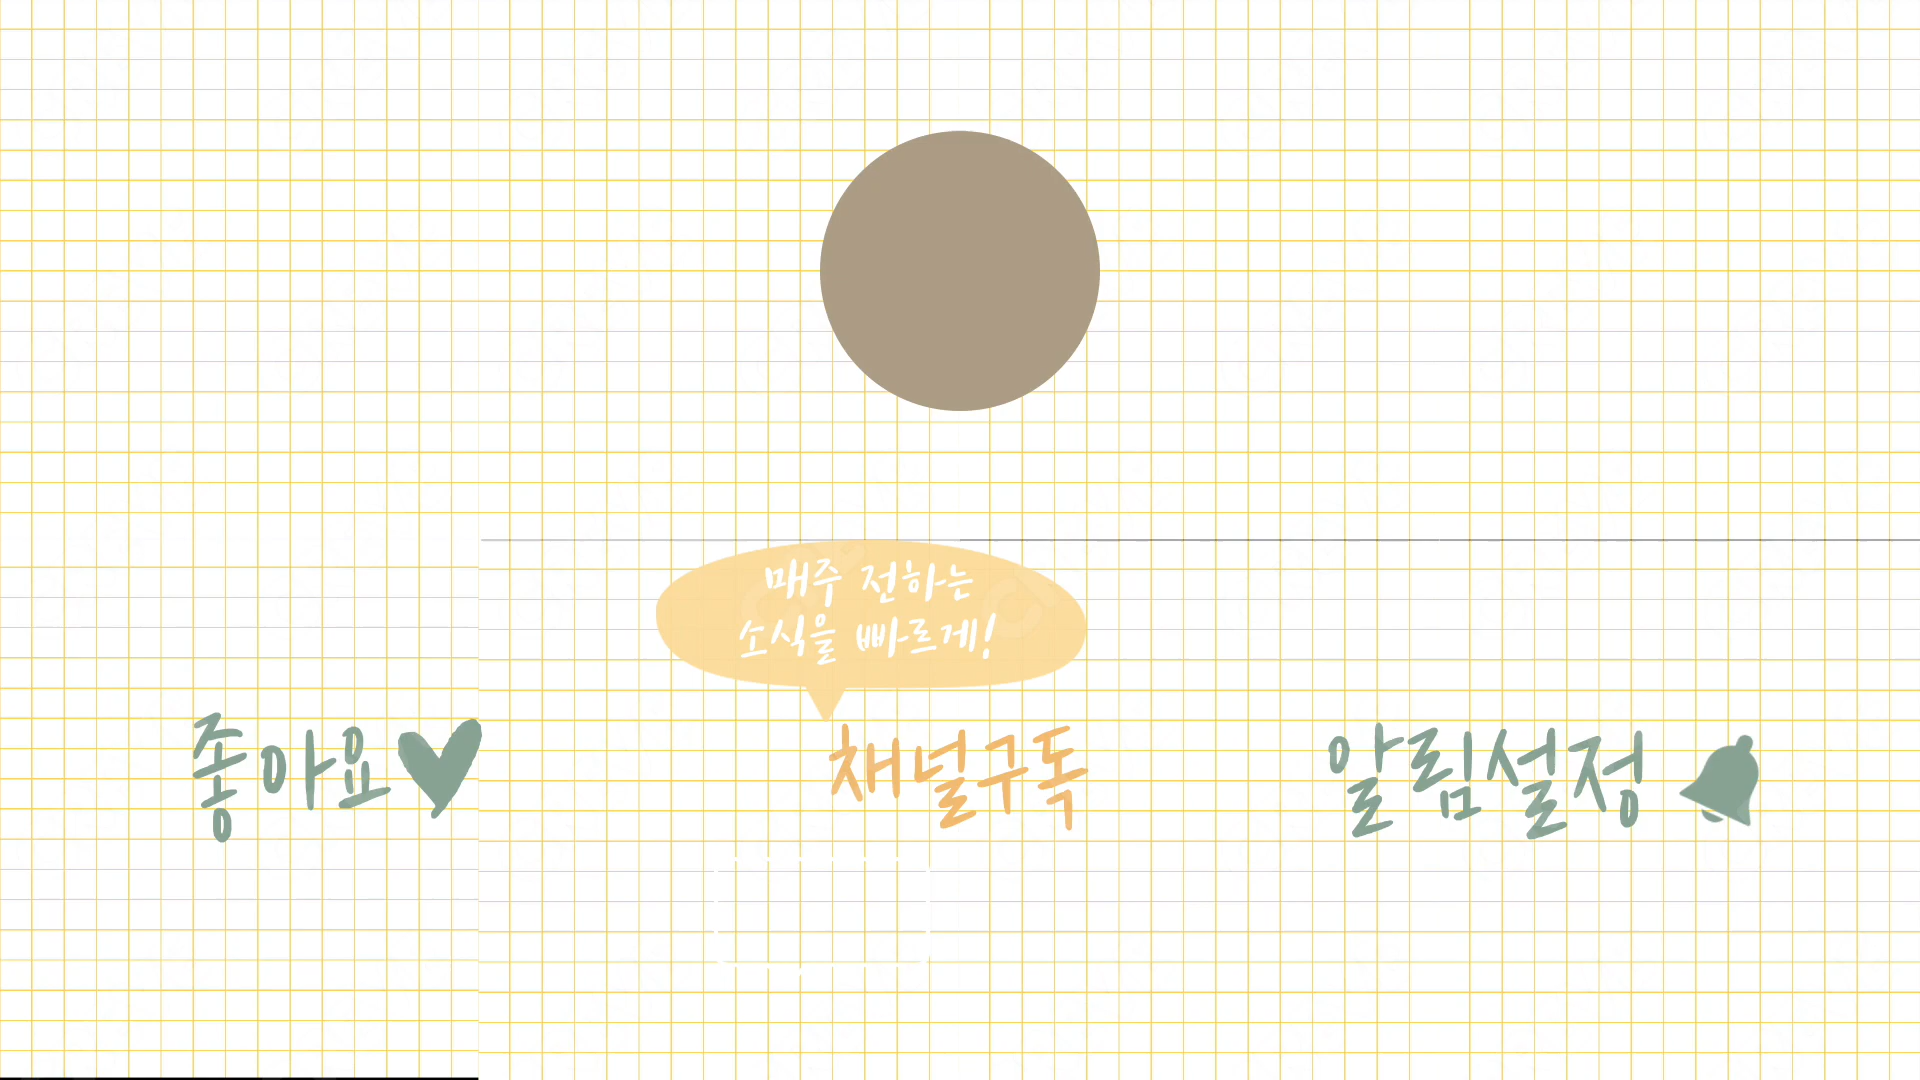 매주 전하는
소식을 빠르게!
좋아요
채널구독
알림설정